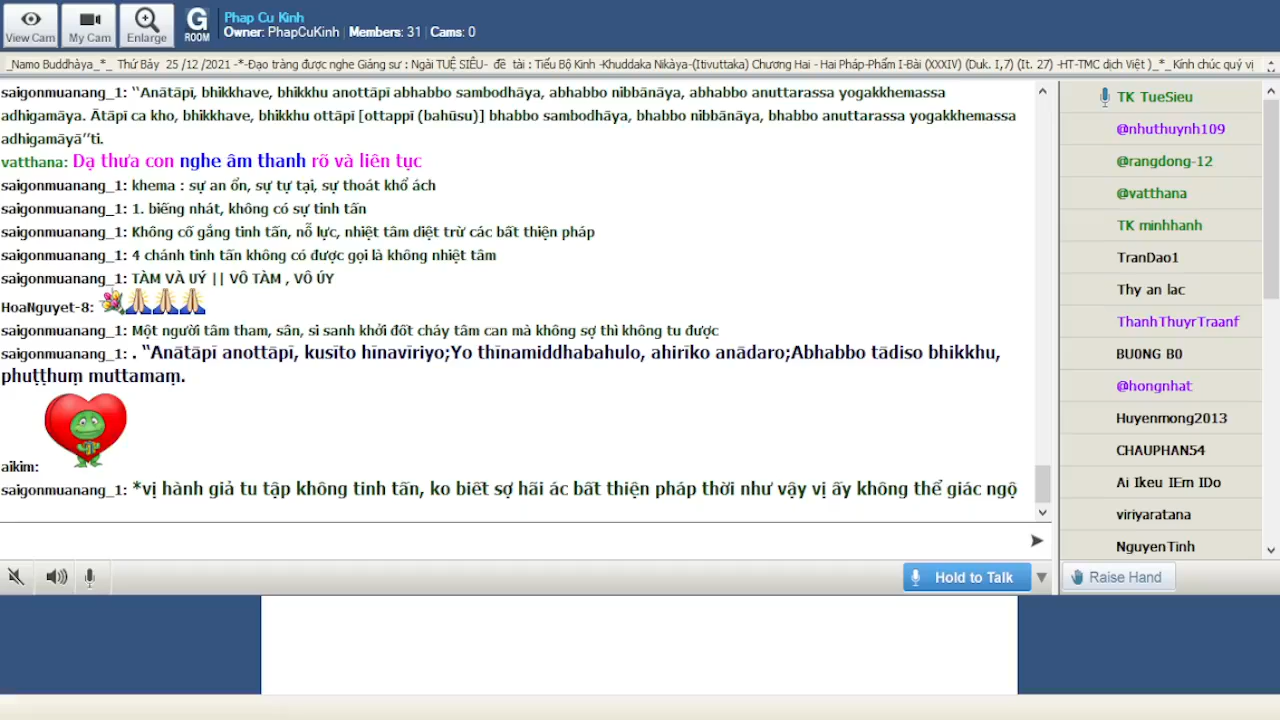 View Cam
My Cam
Enlarge
G
ROOM
Phap Cu Kinh
Owner: PhapCuKinh | Members: 31 | Cams: 0
_Namo Buddhàya_*_ Thứ Bảy 25 /12 /2021 -*-Đạo tràng được nghe Giảng sư : Ngài TUỆ SIÊU- đề tài : Tiểu Bộ Kinh -Khuddaka Nikàya-(Itivuttaka) Chương Hai - Hai Pháp-Phẩm I-Bài (XXXIV) (Duk. I,7) (It. 27) -HT-TMC dịch Việt )_*_ Kính chúc quý vị
saigonmuanang_1: ‘‘Anātāpī, bhikkhave, bhikkhu anottāpī abhabbo sambodhāya, abhabbo nibbānāya, abhabbo anuttarassa yogakkhemassa
adhigamāya. Ātāpī ca kho, bhikkhave, bhikkhu ottāpī [ottappī (bahūsu)] bhabbo sambodhāya, bhabbo nibbānāya, bhabbo anuttarassa yogakkhemassa
adhigamāyā’’ti.
vatthana: Dạ thưa con nghe âm thanh rõ và liên tục
saigonmuanang_1: khema : sự an ổn, sự tự tại, sự thoát khổ ách
saigonmuanang_1: 1. biếng nhát, không có sự tinh tấn
saigonmuanang_1: Không cố gắng tinh tấn, nỗ lực, nhiệt tâm diệt trừ các bất thiện pháp
saigonmuanang_1: 4 chánh tinh tấn không có được gọi là không nhiệt tâm
saigonmuanang_1: TÀM VÀ UÝ || VÔ TÀM , VÔ ÚY
HoaNguyet-8:
saigonmuanang_1: Một người tâm tham, sân, si sanh khởi đốt cháy tâm can mà không sợ thì không tu được
saigonmuanang_1: . ‘‘Anātāpī anottāpī, kusīto hīnavīriyo;Yo thīnamiddhabahulo, ahirīko anādaro;Abhabbo tādiso bhikkhu,
phuṭṭhuṃ muttamaṃ.
aikim:
saigonmuanang_1: *vị hành giả tu tập không tinh tấn, ko biết sợ hãi ác bất thiện pháp thời như vậy vị ấy không thể giác ngộ
Hold to Talk
TK TueSieu
@nhuthuynh109
@rangdong-12
@vatthana
TK minhhanh
TranDao1
Thy an lac
ThanhThuyrTraanf
BU0NG B0
@hongnhat
Huyenmong2013
CHAUPHAN54
Ai Ikeu IEm IDo
viriyaratana
NguyenTinh
Raise Hand